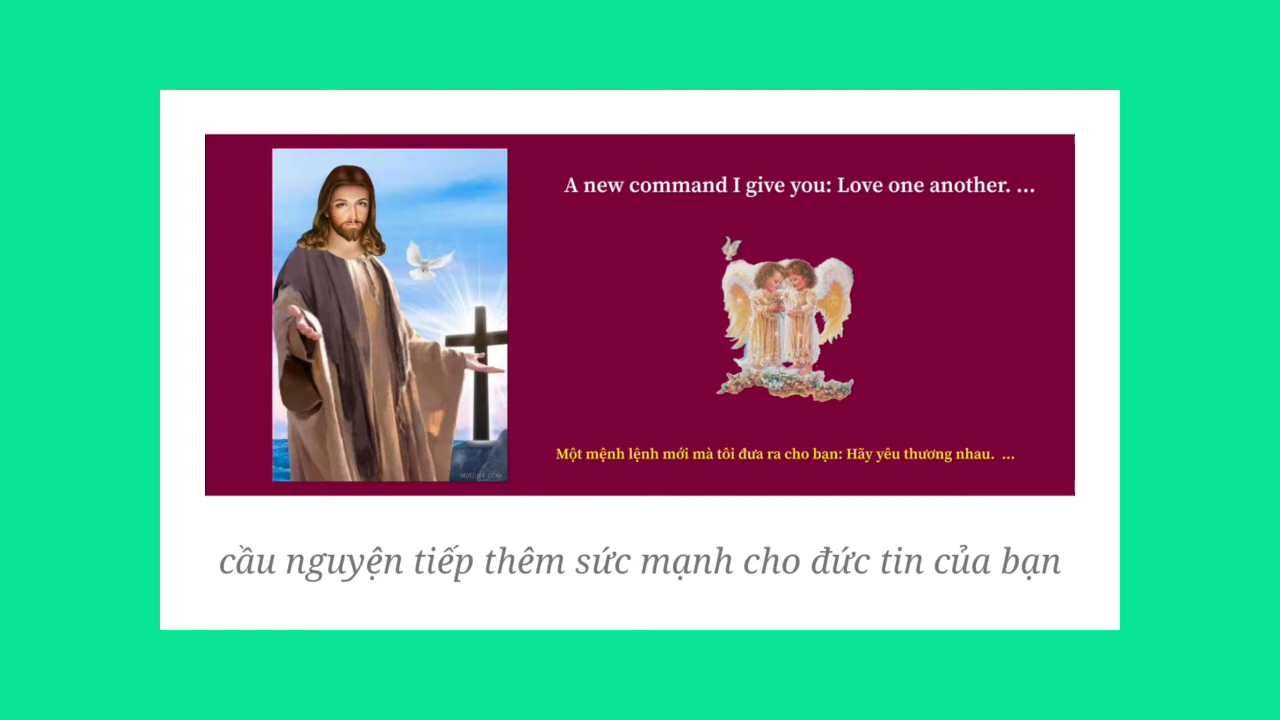 A new command I give you: Love one another. ...
Một mệnh lệnh mới mà tôi đưa ra cho bạn: Hãy yêu thương nhau. ...
cầu nguyện tiếp thêm sức mạnh cho đức tin của bạn